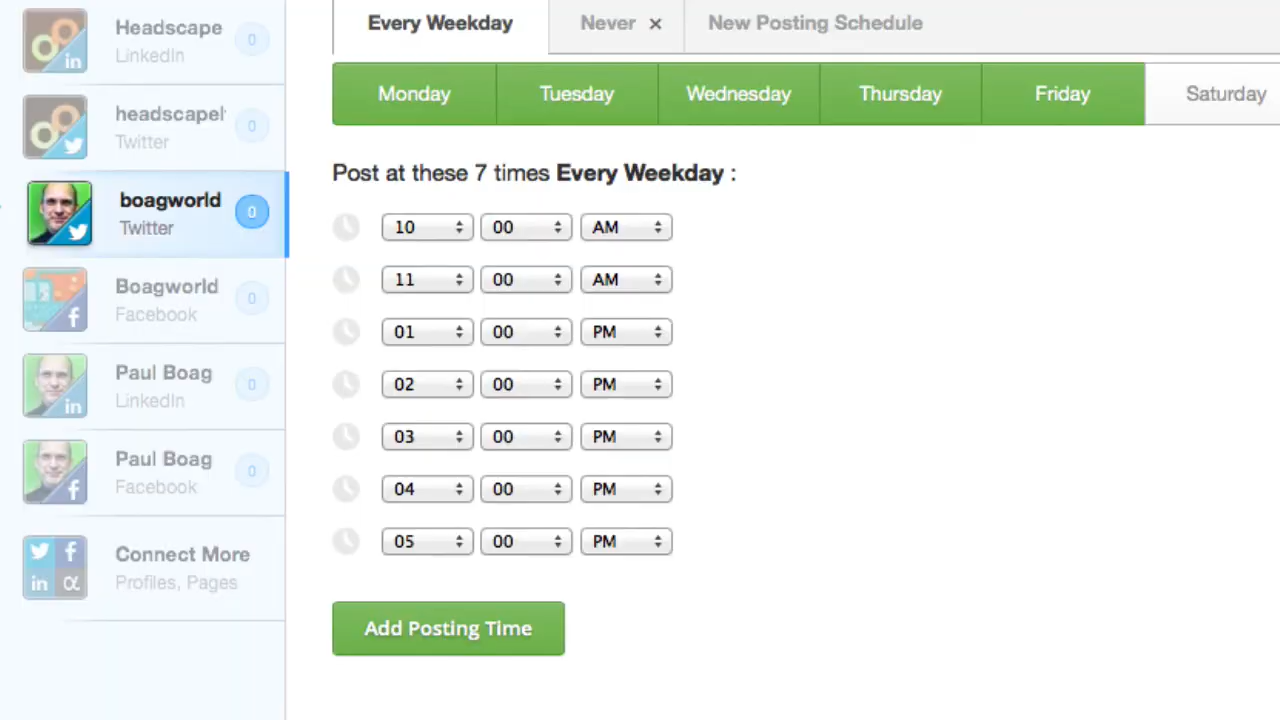 Headscape
LinkedIn
0
headscapel
Twitter
0
boagworld
Twitter
0
Boagworld
Facebook
0
Paul Boag
LinkedIn
0
Paul Boag
Facebook
0
Connect More
Profiles, Pages
Every Weekday
Never ×
New Posting Schedule
Monday Tuesday Wednesday Thursday Friday Saturday
Post at these 7 times Every Weekday :
10 00 AM
11 00 AM
01 00 PM
02 00 PM
03 00 PM
04 00 PM
05 00 PM
Add Posting Time